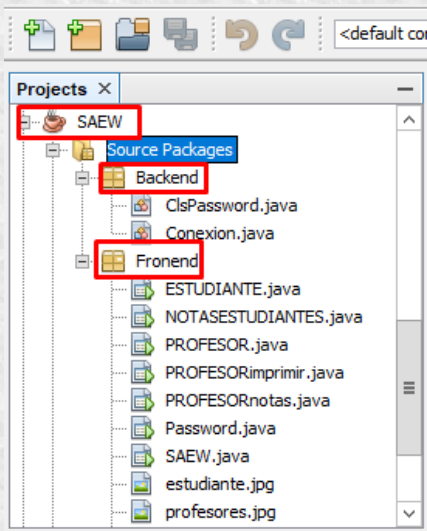 <default con
Projects
SAEW
Source Packages
Backend
ClsPassword.java
Conexion.java
Fronend
ESTUDIANTE.java
NOTASESTUDIANTES.java
PROFESOR.java
PROFESORimprimir.java
PROFESORnotas.java
Password.java
SAEW.java
estudiante.jpg
profesores.jpg